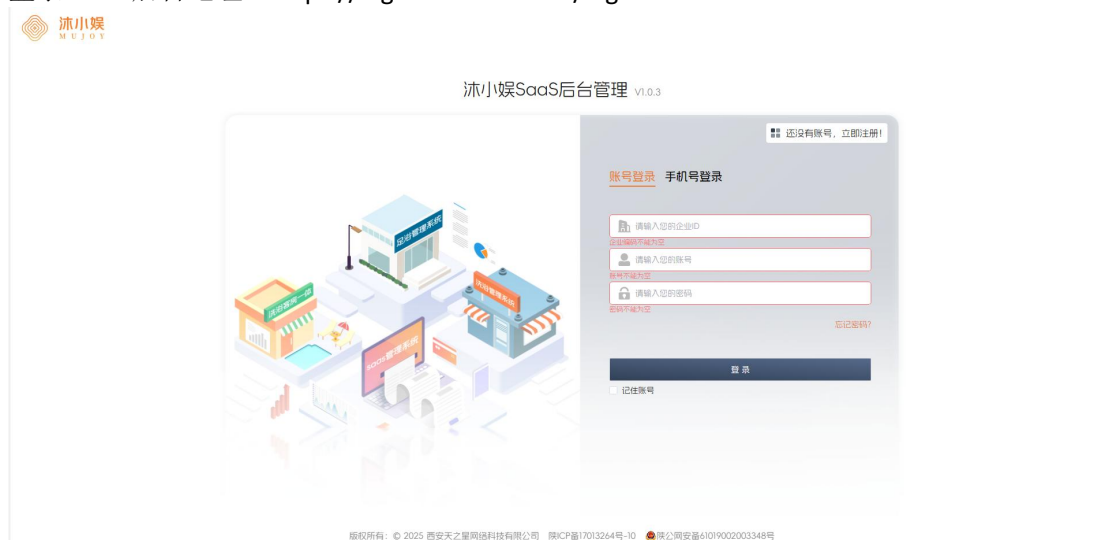 沐小娱
MUJOY
沐小娱SaaS后台管理 V1.0.3
还没有账号，立即注册！
账号登录 手机号登录
请输入您的企业ID
企业编码不能为空
请输入您的账号
账号不能为空
请输入您的密码
密码不能为空
忘记密码?
登 录
记住账号
足浴管理系统
洗浴管理系统
saas管理系统
版权所有：© 2025 西安天之星网络科技有限公司 陕ICP备17013264号-10 陕公网安备61019002003348号